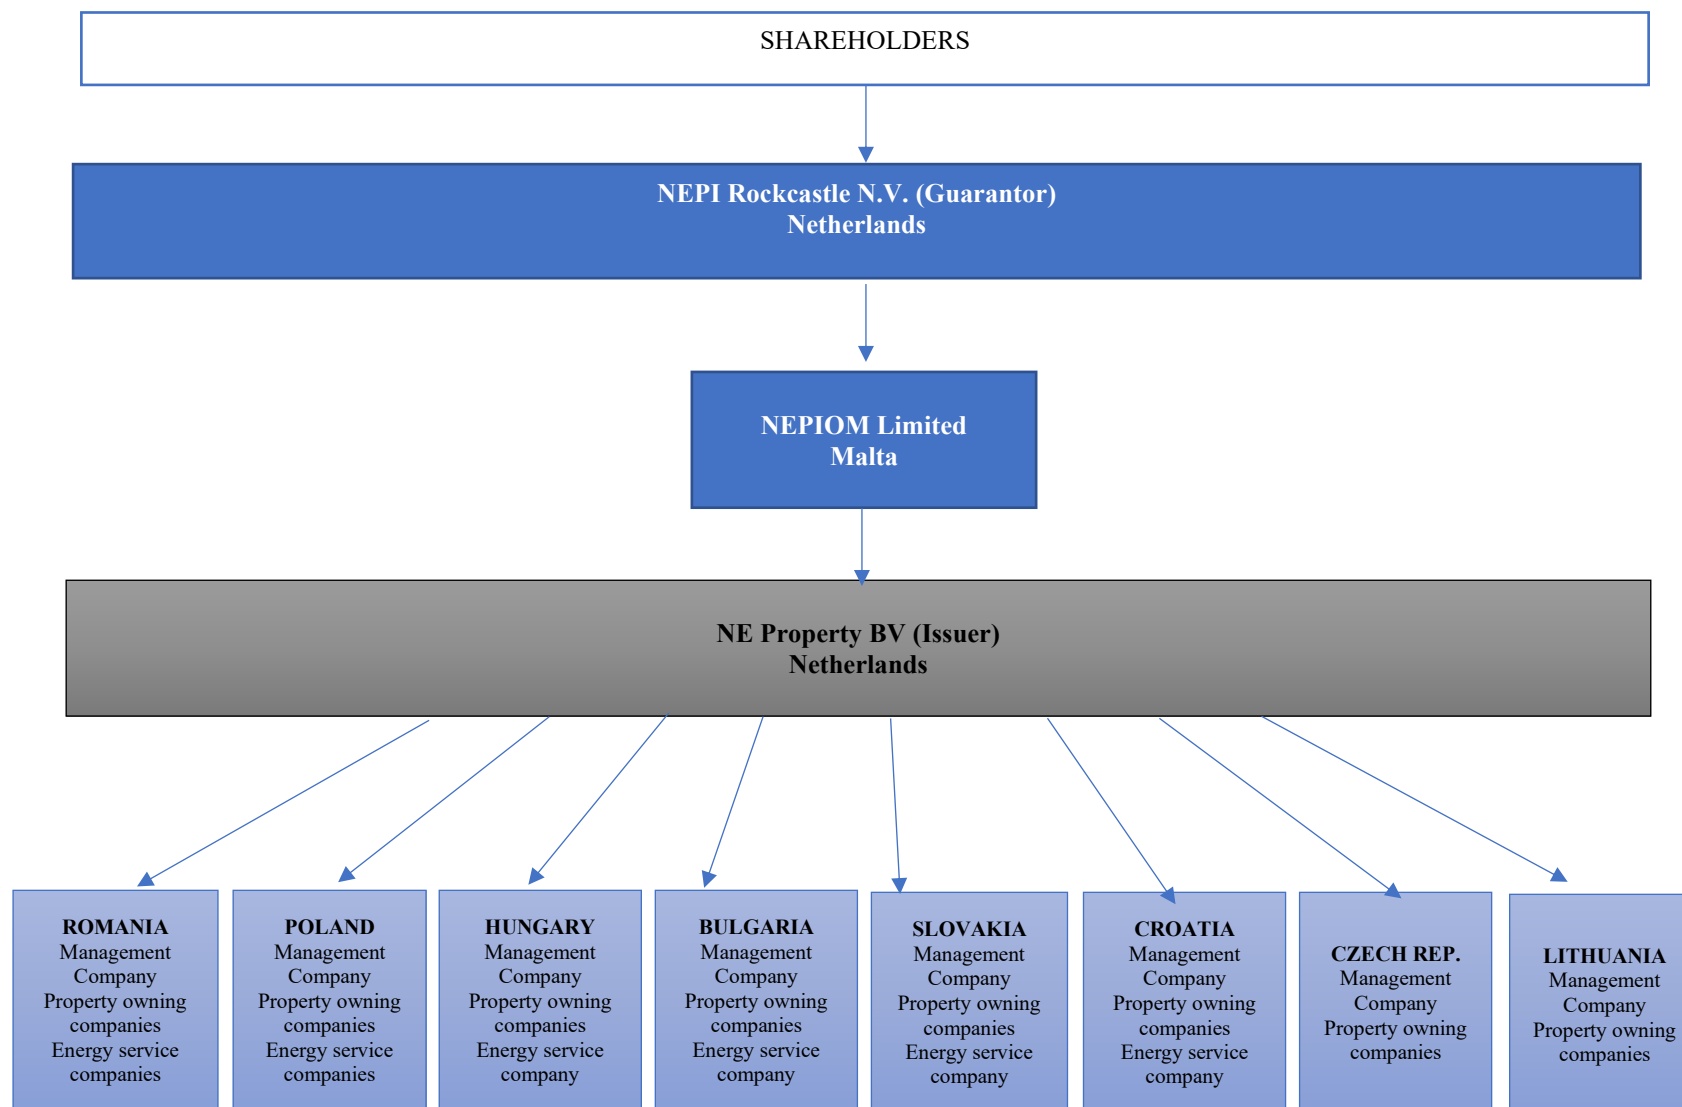 SHAREHOLDERS
NEPI Rockcastle N.V. (Guarantor)
Netherlands
NEPIOM Limited
Malta
NE Property BV (Issuer)
Netherlands
ROMANIA
Management
Company
Property owning
companies
Energy service
companies
POLAND
Management
Company
Property owning
companies
Energy service
companies
HUNGARY
Management
Company
Property owning
companies
Energy service
company
BULGARIA
Management
Company
Property owning
companies
Energy service
company
SLOVAKIA
Management
Company
Property owning
companies
Energy service
company
CROATIA
Management
Company
Property owning
companies
Energy service
company
CZECH REP.
Management
Company
Property owning
companies
LITHUANIA
Management
Company
Property owning
companies